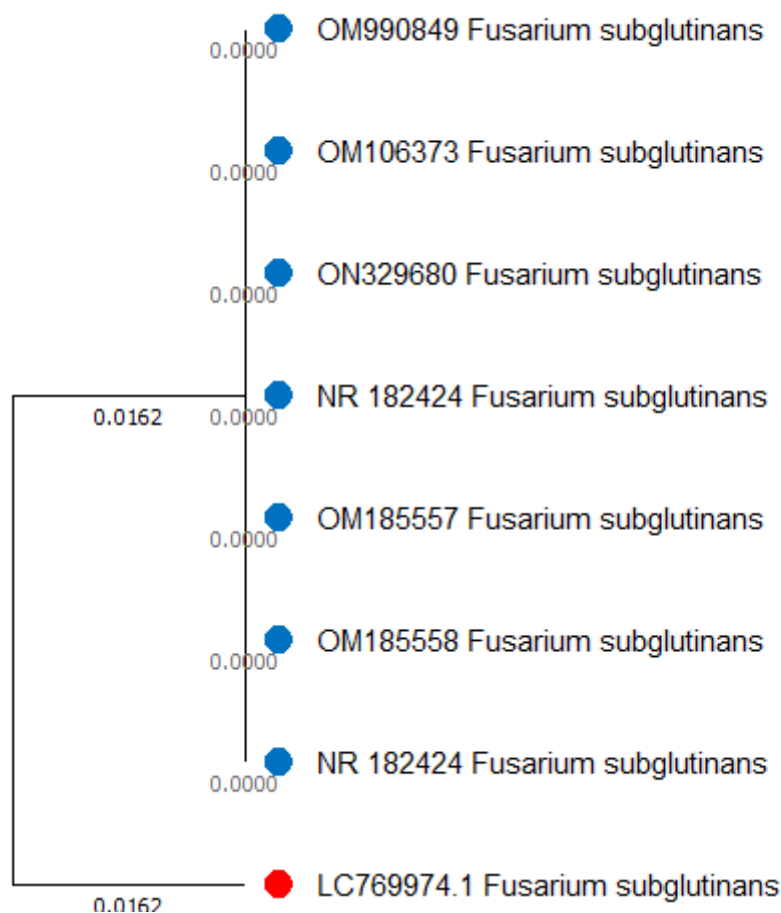 OM990849 Fusarium subglutinans
0.0000
OM106373 Fusarium subglutinans
0.0000
ON329680 Fusarium subglutinans
0.0000
NR 182424 Fusarium subglutinans
0.0162
0.0000
OM185557 Fusarium subglutinans
0.0000
OM185558 Fusarium subglutinans
0.0000
NR 182424 Fusarium subglutinans
0.0000
LC769974.1 Fusarium subglutinans
0.0162